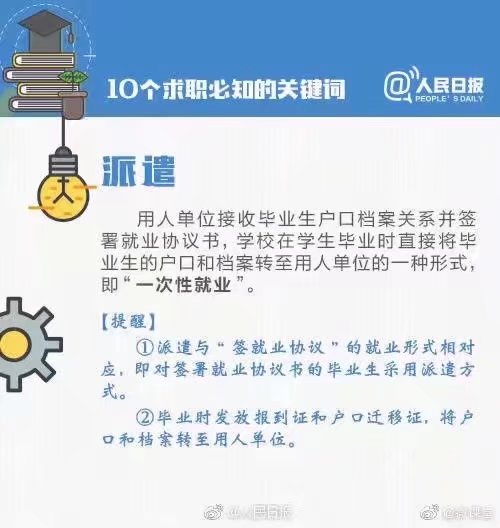 10个求职必知的关键词
@人民日报
PEOPLE'S DAILY
派遣
用人单位接收毕业生户口档案关系并签
署就业协议书，学校在学生毕业时直接将
毕业生的户口和档案转至用人单位的一种形式，
即“一次性就业”。
【提醒】
①派遣与“签就业协议”的就业形式相对
应，即对签署就业协议书的毕业生采用派遣方
式。
②毕业时发放报到证和户口迁移证，将户
口和档案转至用人单位。
@人民日报